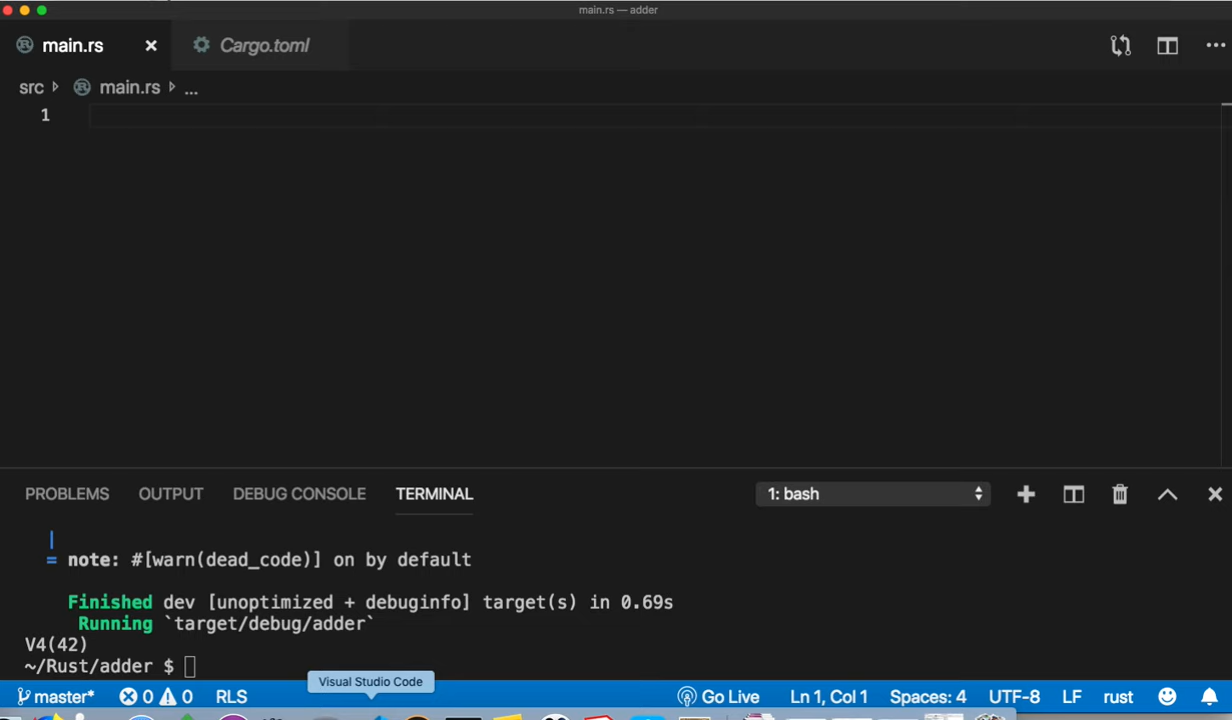 main.rs — adder
main.rs Cargo.toml
src main.rs ...
1
PROBLEMS OUTPUT DEBUG CONSOLE TERMINAL 1: bash
|
= note: #[warn(dead_code)] on by default
Finished dev [unoptimized + debuginfo] target(s) in 0.69s
Running `target/debug/adder`
V4(42)
~/Rust/adder $
Visual Studio Code
master* 0 0 RLS Go Live Ln 1, Col 1 Spaces: 4 UTF-8 LF rust